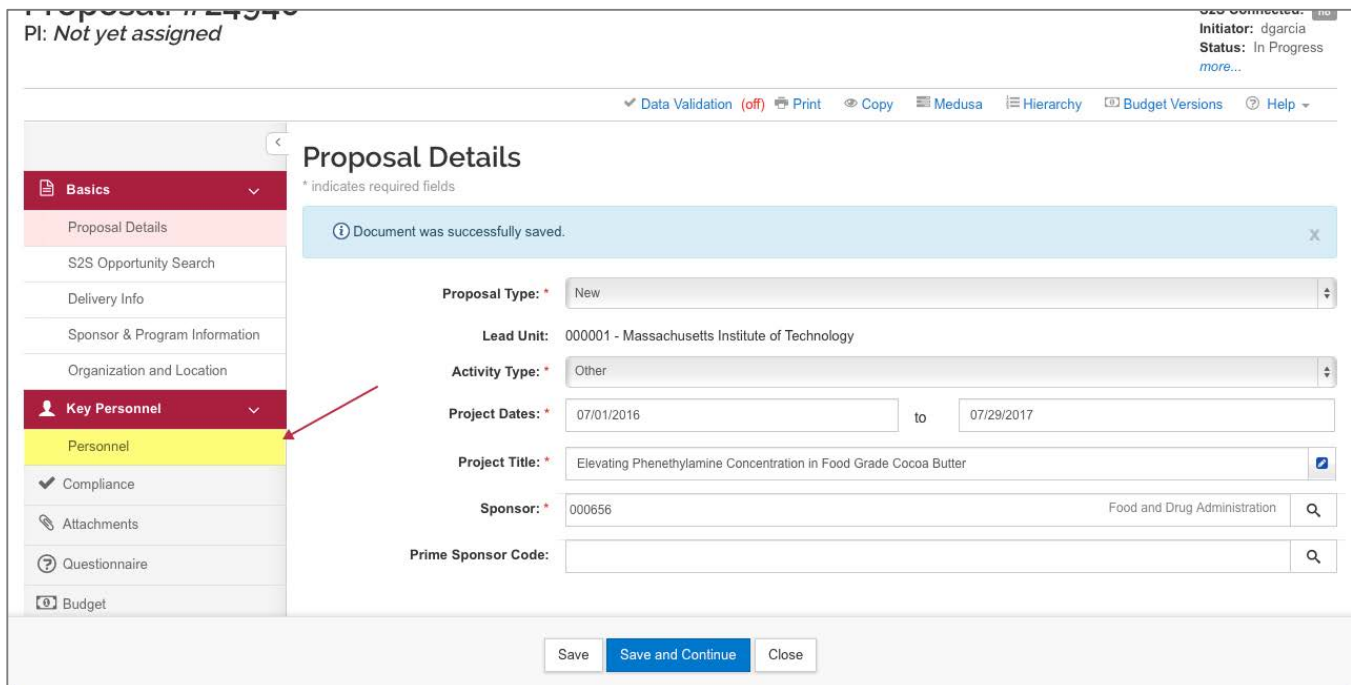 Proposal: #24940
PI: Not yet assigned
S2S Connected: no
Initiator: dgarcia
Status: In Progress
more...
Data Validation (off) Print Copy Medusa Hierarchy Budget Versions Help
Basics
Proposal Details
S2S Opportunity Search
Delivery Info
Sponsor & Program Information
Organization and Location
Key Personnel
Personnel
Compliance
Attachments
Questionnaire
Budget
Proposal Details
* indicates required fields
Document was successfully saved. x
Proposal Type: * New
Lead Unit: 000001 - Massachusetts Institute of Technology
Activity Type: * Other
Project Dates: * 07/01/2016 to 07/29/2017
Project Title: * Elevating Phenethylamine Concentration in Food Grade Cocoa Butter
Sponsor: * 000656 Food and Drug Administration
Prime Sponsor Code:
Save Save and Continue Close